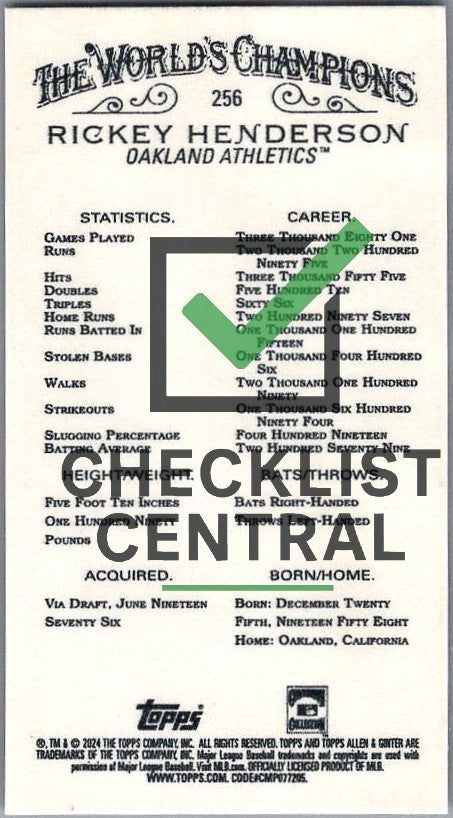 THE WORLD'S CHAMPIONS
256
RICKEY HENDERSON
OAKLAND ATHLETICS™
STATISTICS. CAREER.
GAMES PLAYED THREE THOUSAND EIGHTY ONE
RUNS TWO THOUSAND TWO HUNDRED
NINETY FIVE
HITS THREE THOUSAND FIFTY FIVE
DOUBLES FIVE HUNDRED TEN
TRIPLES SIXTY SIX
HOME RUNS TWO HUNDRED NINETY SEVEN
RUNS BATTED IN ONE THOUSAND ONE HUNDRED
FIFTEEN
STOLEN BASES ONE THOUSAND FOUR HUNDRED
SIX
WALKS TWO THOUSAND ONE HUNDRED
NINETY
STRIKEOUTS ONE THOUSAND SIX HUNDRED
NINETY FOUR
SLUGGING PERCENTAGE FOUR HUNDRED NINETEEN
BATTING AVERAGE TWO HUNDRED SEVENTY NINE
CHECKLIST
HEIGHT/WEIGHT. BATS/THROWS.
FIVE FOOT TEN INCHES BATS RIGHT-HANDED
ONE HUNDRED NINETY THROWS LEFT-HANDED
POUNDS
CENTRAL
ACQUIRED. BORN/HOME.
VIA DRAFT, JUNE NINETEEN BORN: DECEMBER TWENTY
SEVENTY SIX FIFTH, NINETEEN FIFTY EIGHT
HOME: OAKLAND, CALIFORNIA
topps
®, TM & © 2024 THE TOPPS COMPANY, INC. ALL RIGHTS RESERVED. TOPPS AND TOPPS ALLEN & GINTER ARE
TRADEMARKS OF THE TOPPS COMPANY, INC. Major League Baseball trademarks and copyrights are used with
permission of Major League Baseball. Visit MLB.com. OFFICIALLY LICENSED PRODUCT OF MLB.
WWW.TOPPS.COM. CODE#CMP077205.